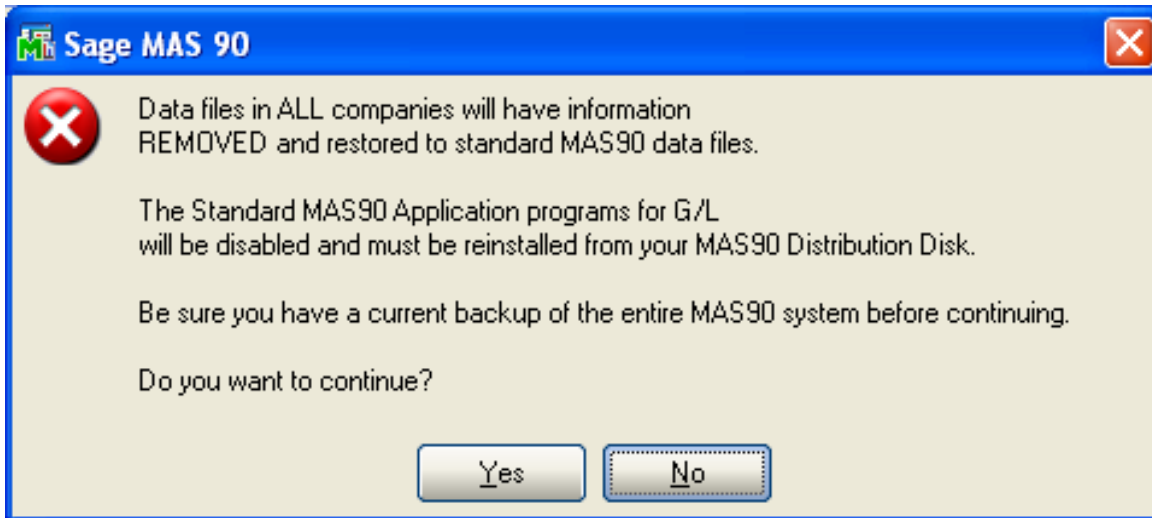 Sage MAS 90
Data files in ALL companies will have information
REMOVED and restored to standard MAS90 data files.
The Standard MAS90 Application programs for G/L
will be disabled and must be reinstalled from your MAS90 Distribution Disk.
Be sure you have a current backup of the entire MAS90 system before continuing.
Do you want to continue?
Yes
No